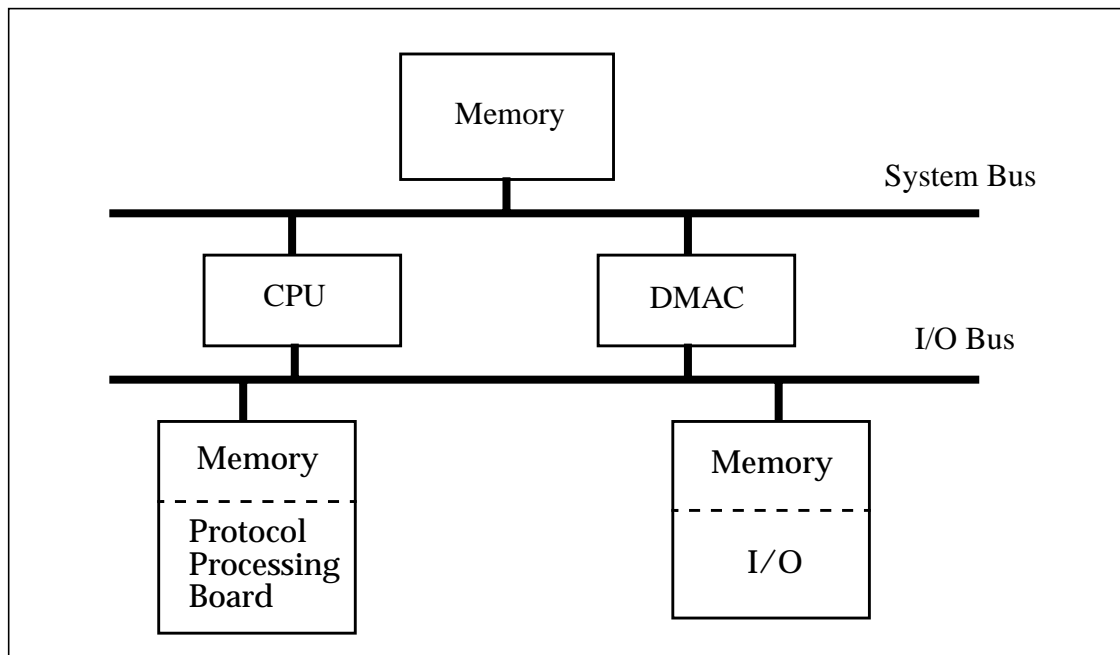 Memory
System Bus
CPU
DMAC
I/O Bus
Memory
Protocol
Processing
Board
Memory
I/O